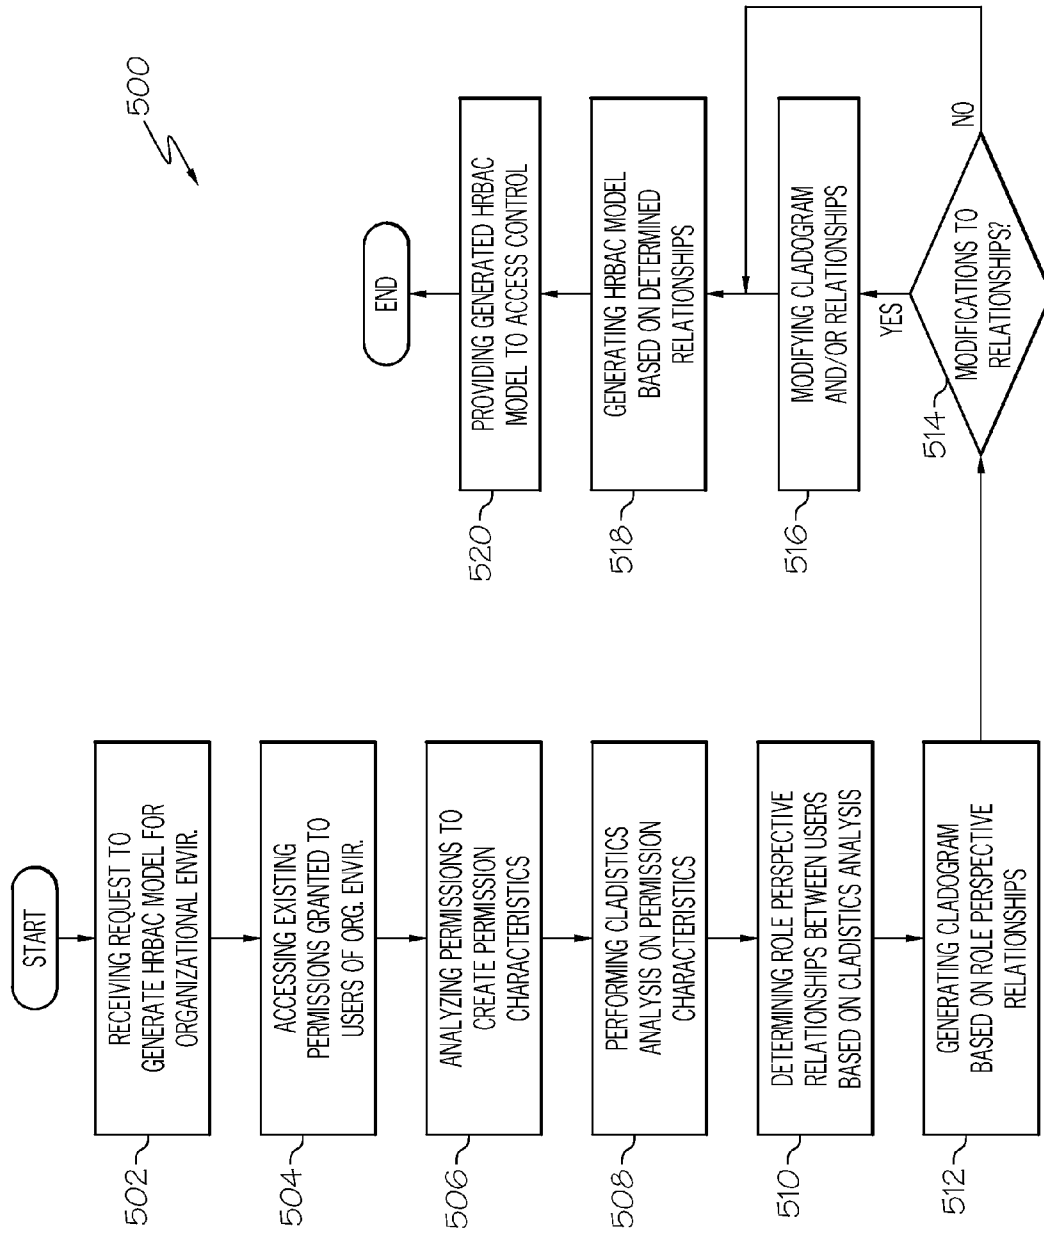 500
START
RECEIVING REQUEST TO
GENERATE HRBAC MODEL FOR
ORGANIZATIONAL ENVIR.
502
ACCESSING EXISTING
PERMISSIONS GRANTED TO
USERS OF ORG. ENVIR.
504
ANALYZING PERMISSIONS TO
CREATE PERMISSION
CHARACTERISTICS
506
PERFORMING CLADISTICS
ANALYSIS ON PERMISSION
CHARACTERISTICS
508
DETERMINING ROLE PERSPECTIVE
RELATIONSHIPS BETWEEN USERS
BASED ON CLADISTICS ANALYSIS
510
GENERATING CLADOGRAM
BASED ON ROLE PERSPECTIVE
RELATIONSHIPS
512
514
MODIFICATIONS TO
RELATIONSHIPS?
YES
NO
MODIFYING CLADOGRAM
AND/OR RELATIONSHIPS
516
GENERATING HRBAC MODEL
BASED ON DETERMINED
RELATIONSHIPS
518
PROVIDING GENERATED HRBAC
MODEL TO ACCESS CONTROL
520
END